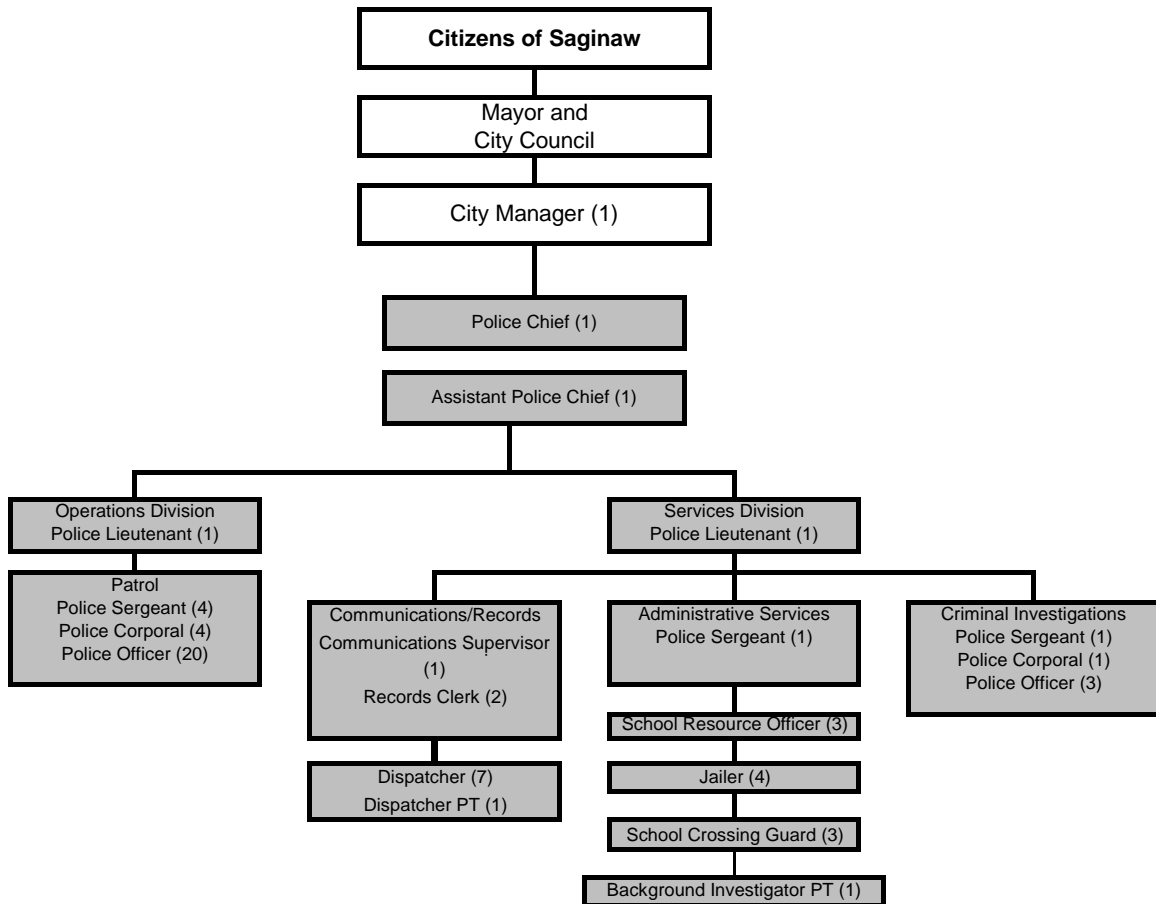 Citizens of Saginaw
Mayor and
City Council
City Manager (1)
Police Chief (1)
Assistant Police Chief (1)
Operations Division
Police Lieutenant (1)
Services Division
Police Lieutenant (1)
Patrol
Police Sergeant (4)
Police Corporal (4)
Police Officer (20)
Communications/Records
Communications Supervisor
(1)
Records Clerk (2)
Administrative Services
Police Sergeant (1)
Criminal Investigations
Police Sergeant (1)
Police Corporal (1)
Police Officer (3)
School Resource Officer (3)
Dispatcher (7)
Dispatcher PT (1)
Jailer (4)
School Crossing Guard (3)
Background Investigator PT (1)